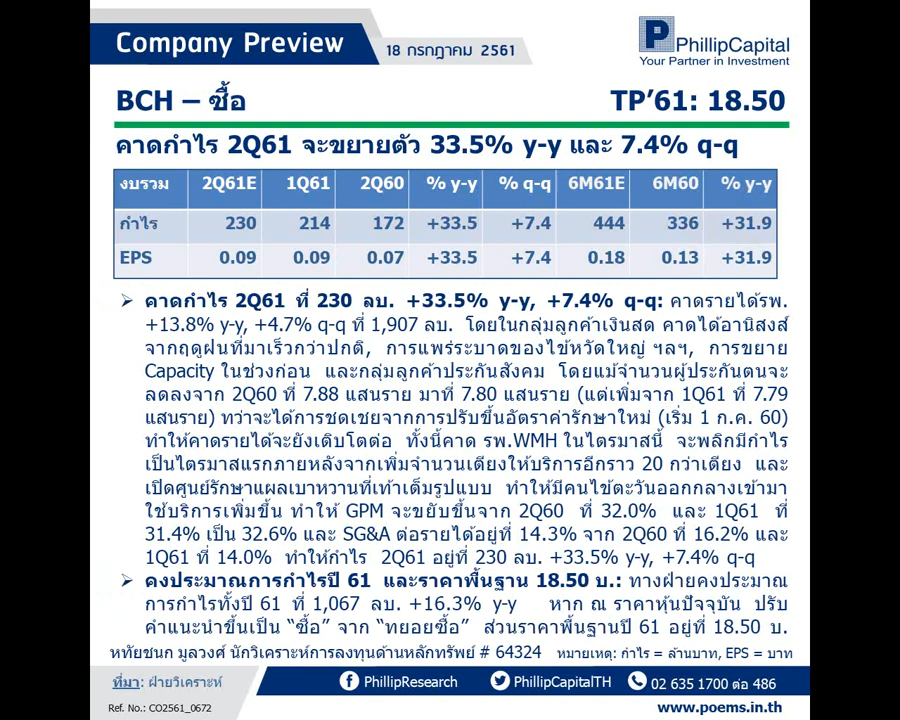 Company Preview
18 กรกฎาคม 2561
PhillipCapital
Your Partner in Investment
BCH – ซื้อ
TP’61: 18.50
คาดกำไร 2Q61 จะขยายตัว 33.5% y-y และ 7.4% q-q
งบรวม 2Q61E 1Q61 2Q60 % y-y % q-q 6M61E 6M60 % y-y
กำไร 230 214 172 +33.5 +7.4 444 336 +31.9
EPS 0.09 0.09 0.07 +33.5 +7.4 0.18 0.13 +31.9
➢ คาดกำไร 2Q61 ที่ 230 ลบ. +33.5% y-y, +7.4% q-q: คาดรายได้รพ.
+13.8% y-y, +4.7% q-q ที่ 1,907 ลบ. โดยในกลุ่มลูกค้าเงินสด คาดได้อานิสงส์
จากฤดูฝนที่มาเร็วกว่าปกติ, การแพร่ระบาดของไข้หวัดใหญ่ ฯลฯ, การขยาย
Capacity ในช่วงก่อน และกลุ่มลูกค้าประกันสังคม โดยแม้จำนวนผู้ประกันตนจะ
ลดลงจาก 2Q60 ที่ 7.88 แสนราย มาที่ 7.80 แสนราย (แต่เพิ่มจาก 1Q61 ที่ 7.79
แสนราย) ทว่าจะได้การชดเชยจากการปรับขึ้นอัตราค่ารักษาใหม่ (เริ่ม 1 ก.ค. 60)
ทำให้คาดรายได้จะยังเติบโตต่อ ทั้งนี้คาด รพ.WMH ในไตรมาสนี้ จะพลิกมีกำไร
เป็นไตรมาสแรกภายหลังจากเพิ่มจำนวนเตียงให้บริการอีกราว 20 กว่าเตียง และ
เปิดศูนย์รักษาแผลเบาหวานที่เท้าเต็มรูปแบบ ทำให้มีคนไข้ตะวันออกกลางเข้ามา
ใช้บริการเพิ่มขึ้น ทำให้ GPM จะขยับขึ้นจาก 2Q60 ที่ 32.0% และ 1Q61 ที่
31.4% เป็น 32.6% และ SG&A ต่อรายได้อยู่ที่ 14.3% จาก 2Q60 ที่ 16.2% และ
1Q61 ที่ 14.0% ทำให้กำไร 2Q61 อยู่ที่ 230 ลบ. +33.5% y-y, +7.4% q-q
➢ คงประมาณการกำไรปี 61 และราคาพื้นฐาน 18.50 บ.: ทางฝ่ายคงประมาณ
การกำไรทั้งปี 61 ที่ 1,067 ลบ. +16.3% y-y หาก ณ ราคาหุ้นปัจจุบัน ปรับ
คำแนะนำขึ้นเป็น “ซื้อ” จาก “ทยอยซื้อ” ส่วนราคาพื้นฐานปี 61 อยู่ที่ 18.50 บ.
หทัยชนก มูลวงศ์ นักวิเคราะห์การลงทุนด้านหลักทรัพย์ # 64324 หมายเหตุ: กำไร = ล้านบาท, EPS = บาท
ที่มา: ฝ่ายวิเคราะห์
PhillipResearch
PhillipCapitalTH
02 635 1700 ต่อ 486
Ref. No.: CO2561_0672
www.poems.in.th